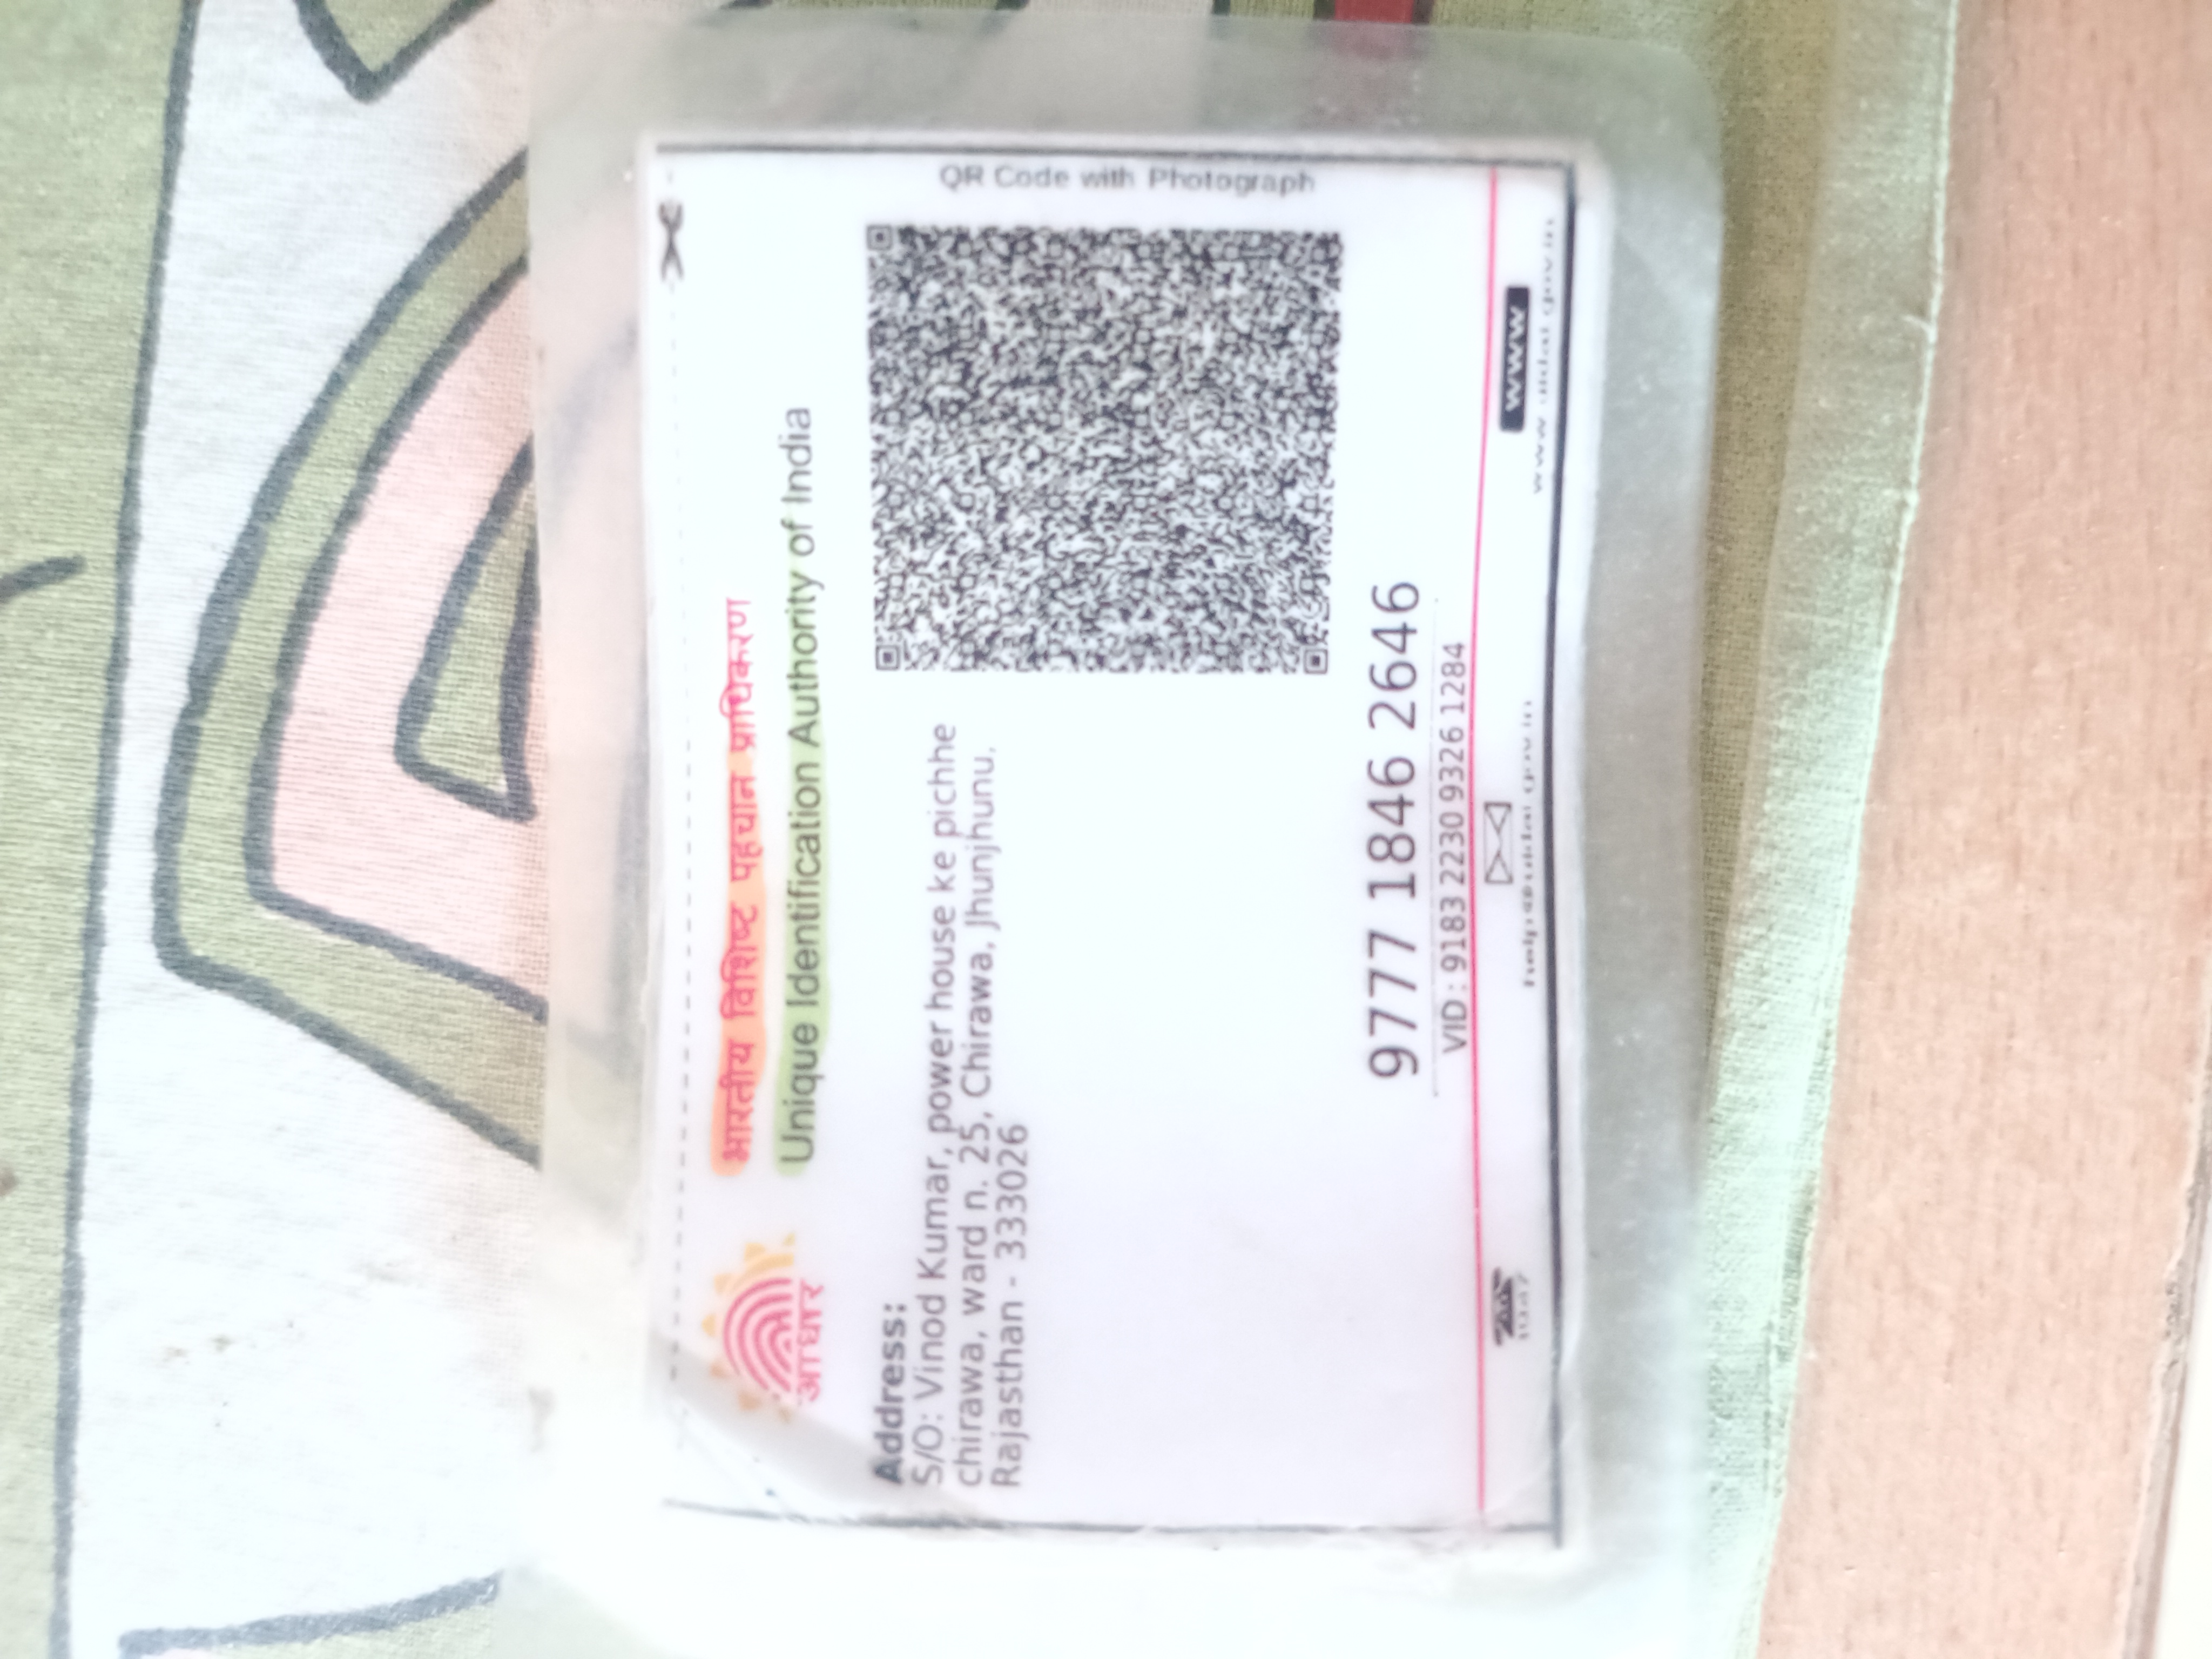 भारतीय विशिष्ट पहचान प्राधिकरण
Unique Identification Authority of India
आधार
Address:
S/O: Vinod Kumar, power house ke pichhe
chirawa, ward n. 25, Chirawa, Jhunjhunu,
Rajasthan - 333026
QR Code with Photograph
9777 1846 2646
VID : 9183 2230 9326 1284
1947
help@uidai.gov.in
www
www.uidai.gov.in